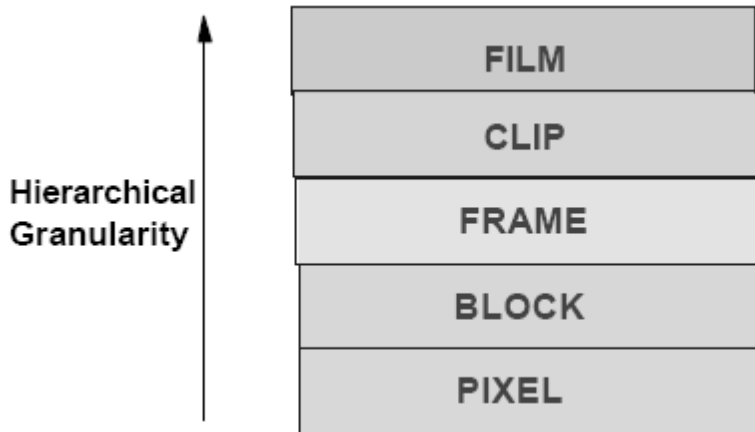 FILM
CLIP
Hierarchical
Granularity
FRAME
BLOCK
PIXEL